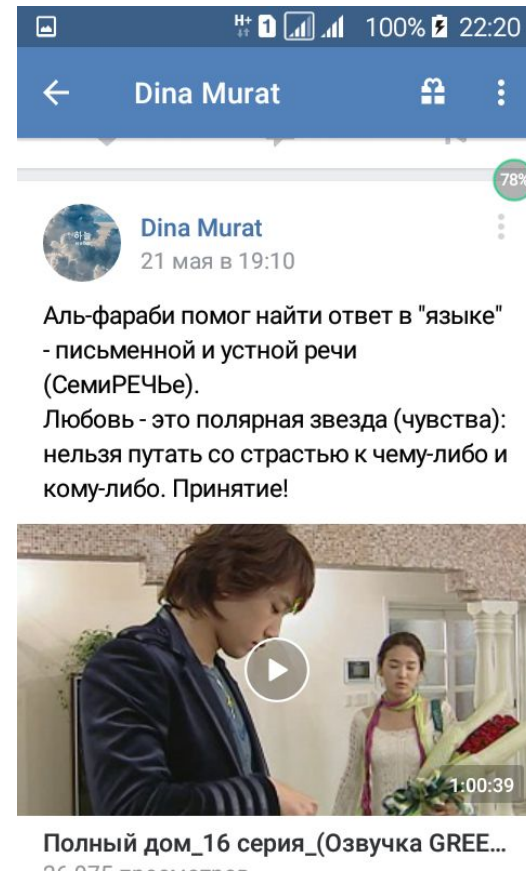 H+ 1 100% 22:20
Dina Murat
78%
하늘
Dina Murat
21 мая в 19:10
Аль-фараби помог найти ответ в "языке"
- письменной и устной речи
(СемиРЕЧЬе).
Любовь - это полярная звезда (чувства):
нельзя путать со страстью к чему-либо и
кому-либо. Принятие!
1:00:39
Полный дом_16 серия_(Озвучка GREE...